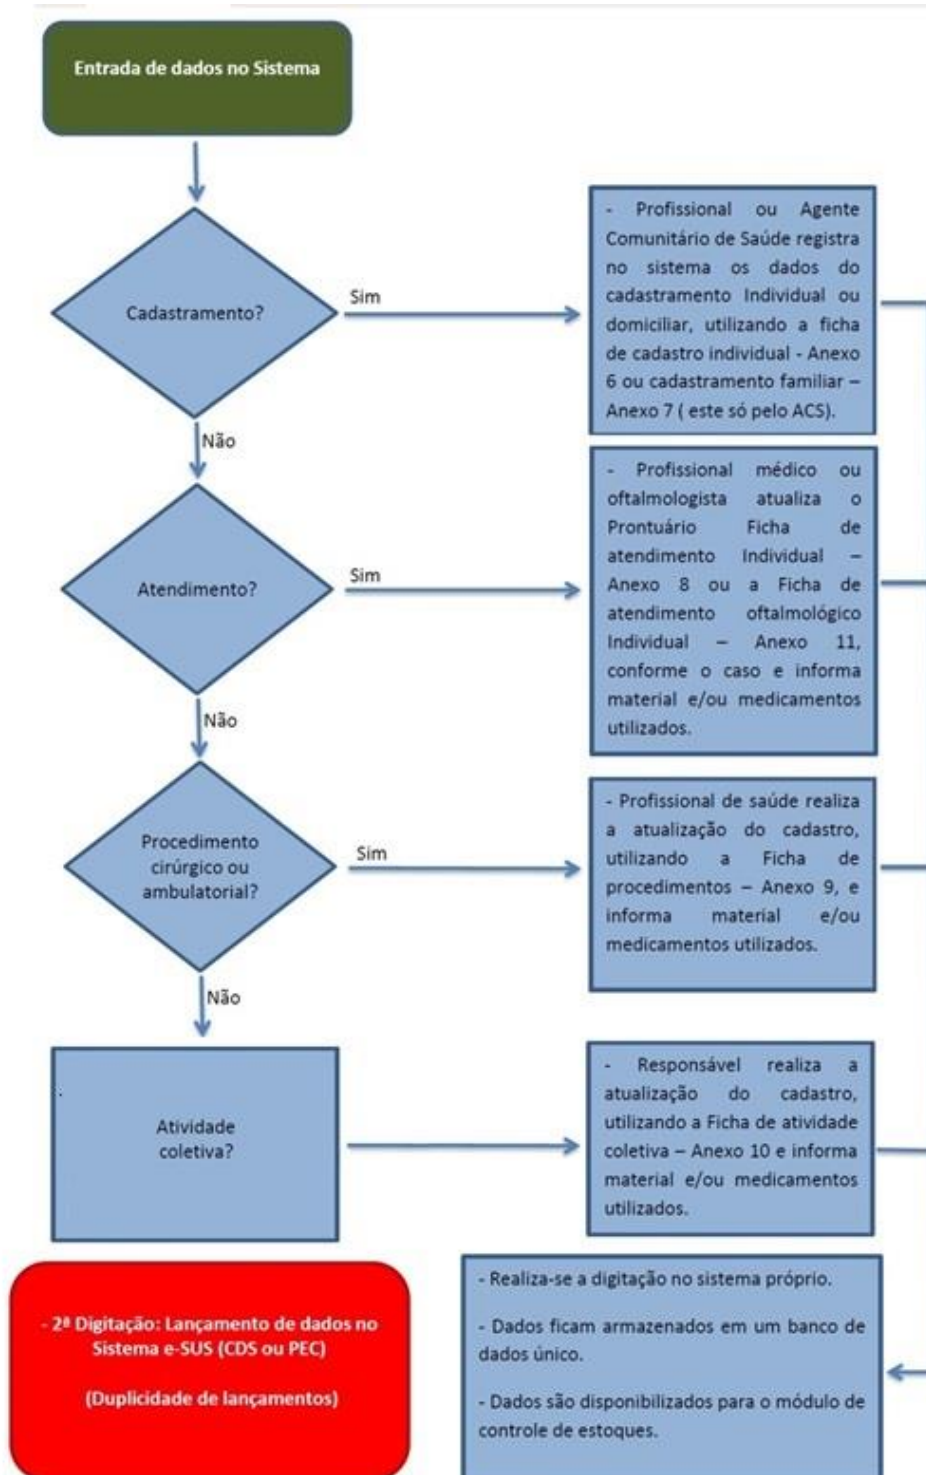 Entrada de dados no Sistema
Cadastramento?
Sim
- Profissional ou Agente
Comunitário de Saúde registra
no sistema os dados do
cadastramento Individual ou
domiciliar, utilizando a ficha
de cadastro individual - Anexo
6 ou cadastramento familiar –
Anexo 7 ( este só pelo ACS).
Não
Atendimento?
Sim
- Profissional médico ou
oftalmologista atualiza o
Prontuário Ficha de
atendimento Individual –
Anexo 8 ou a Ficha de
atendimento oftalmológico
Individual – Anexo 11,
conforme o caso e informa
material e/ou medicamentos
utilizados.
Não
Procedimento
cirúrgico ou
ambulatorial?
Sim
- Profissional de saúde realiza
a atualização do cadastro,
utilizando a Ficha de
procedimentos – Anexo 9, e
informa material e/ou
medicamentos utilizados.
Não
.
Atividade
coletiva?
- Responsável realiza a
atualização do cadastro,
utilizando a Ficha de atividade
coletiva – Anexo 10 e informa
material e/ou medicamentos
utilizados.
- 2ª Digitação: Lançamento de dados no
Sistema e-SUS (CDS ou PEC)
(Duplicidade de lançamentos)
- Realiza-se a digitação no sistema próprio.
- Dados ficam armazenados em um banco de
dados único.
- Dados são disponibilizados para o módulo de
controle de estoques.